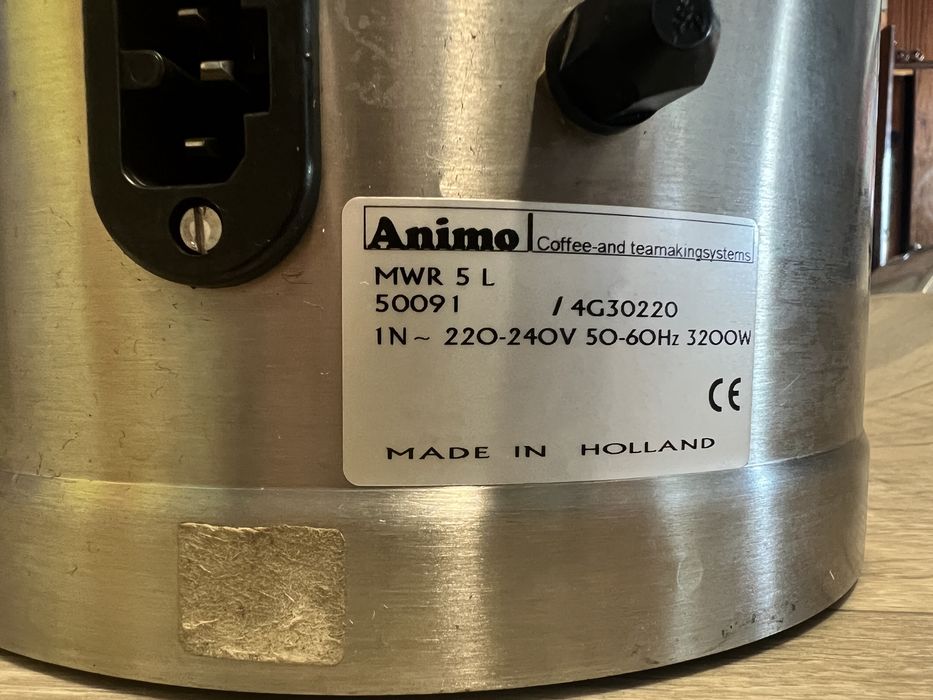 Animo Coffee-and teamakingsystems
MWR 5 L
50091 / 4G30220
1N~ 220-240V 50-60Hz 3200W
CE
MADE IN HOLLAND